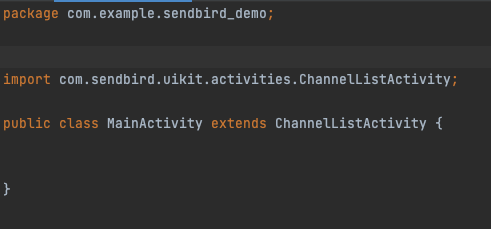 package com.example.sendbird_demo;
import com.sendbird.uikit.activities.ChannelListActivity;
public class MainActivity extends ChannelListActivity {
}